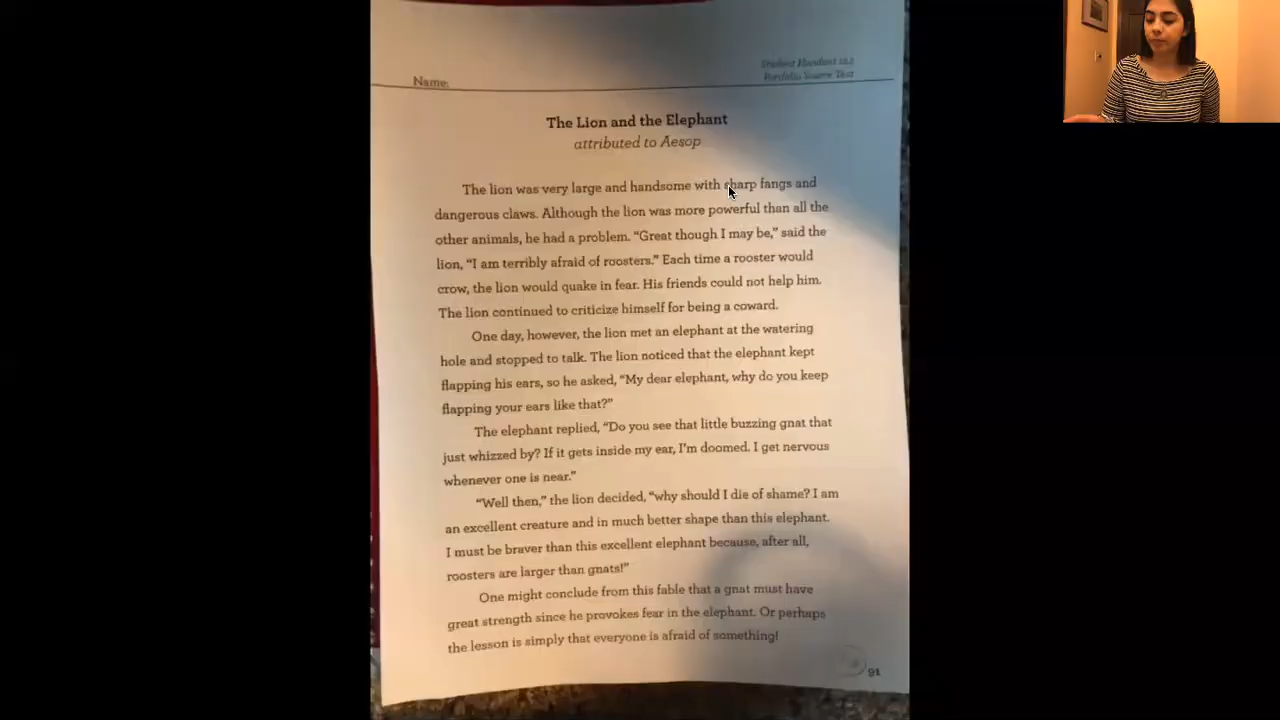 Name:
Student Handout
Portfolio Source Text
The Lion and the Elephant
attributed to Aesop
The lion was very large and handsome with sharp fangs and
dangerous claws. Although the lion was more powerful than all the
other animals, he had a problem. “Great though I may be,” said the
lion, “I am terribly afraid of roosters.” Each time a rooster would
crow, the lion would quake in fear. His friends could not help him.
The lion continued to criticize himself for being a coward.
One day, however, the lion met an elephant at the watering
hole and stopped to talk. The lion noticed that the elephant kept
flapping his ears, so he asked, “My dear elephant, why do you keep
flapping your ears like that?”
The elephant replied, “Do you see that little buzzing gnat that
just whizzed by? If it gets inside my ear, I’m doomed. I get nervous
whenever one is near.”
“Well then,” the lion decided, “why should I die of shame? I am
an excellent creature and in much better shape than this elephant.
I must be braver than this excellent elephant because, after all,
roosters are larger than gnats!”
One might conclude from this fable that a gnat must have
great strength since he provokes fear in the elephant. Or perhaps
the lesson is simply that everyone is afraid of something!
91